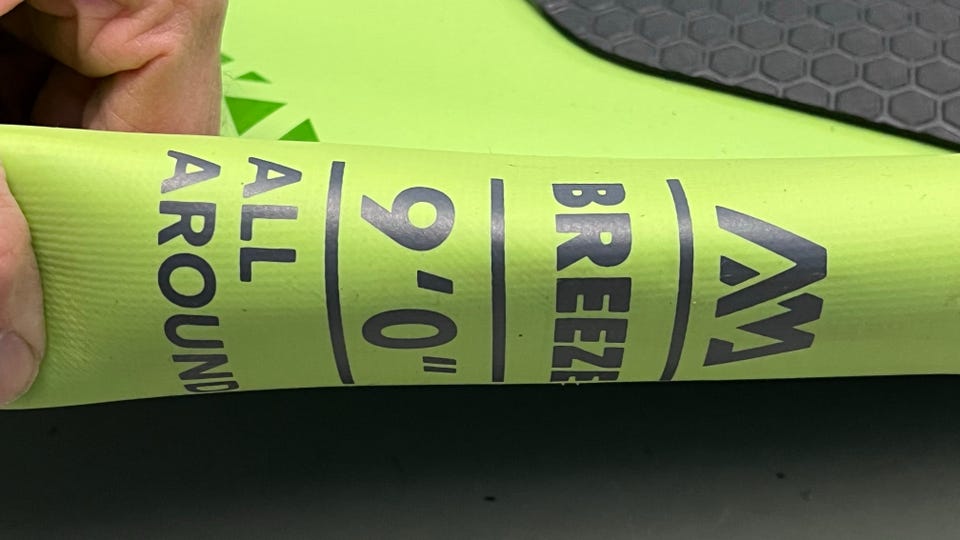 BREEZE
9'0"
ALL
AROUND